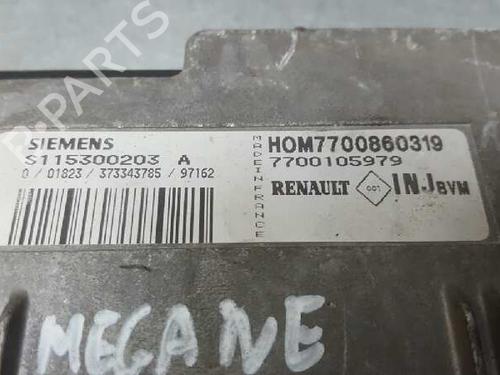 B-PARTS
SIEMENS
S115300203 A
0 / 01823 / 373343785 / 97162
MADE IN FRANCE
HOM7700860319
7700105979
RENAULT 001 INJ BVM
MEGANE